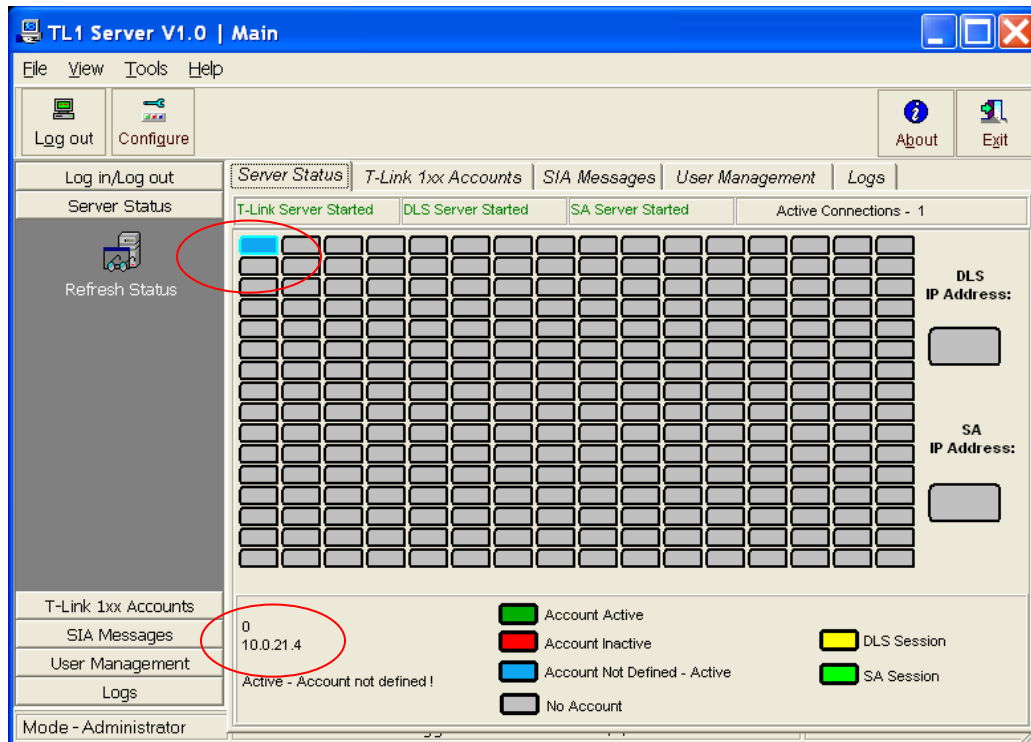 TL1 Server V1.0 | Main
File View Tools Help
Log out Configure About Exit
Log in/Log out
Server Status
Refresh Status
Server Status T-Link 1xx Accounts SIA Messages User Management Logs
T-Link Server Started DLS Server Started SA Server Started Active Connections - 1
DLS
IP Address:
SA
IP Address:
T-Link 1xx Accounts
SIA Messages
User Management
Logs
0
10.0.21.4
Active - Account not defined !
Account Active
Account Inactive
Account Not Defined - Active
No Account
DLS Session
SA Session
Mode - Administrator